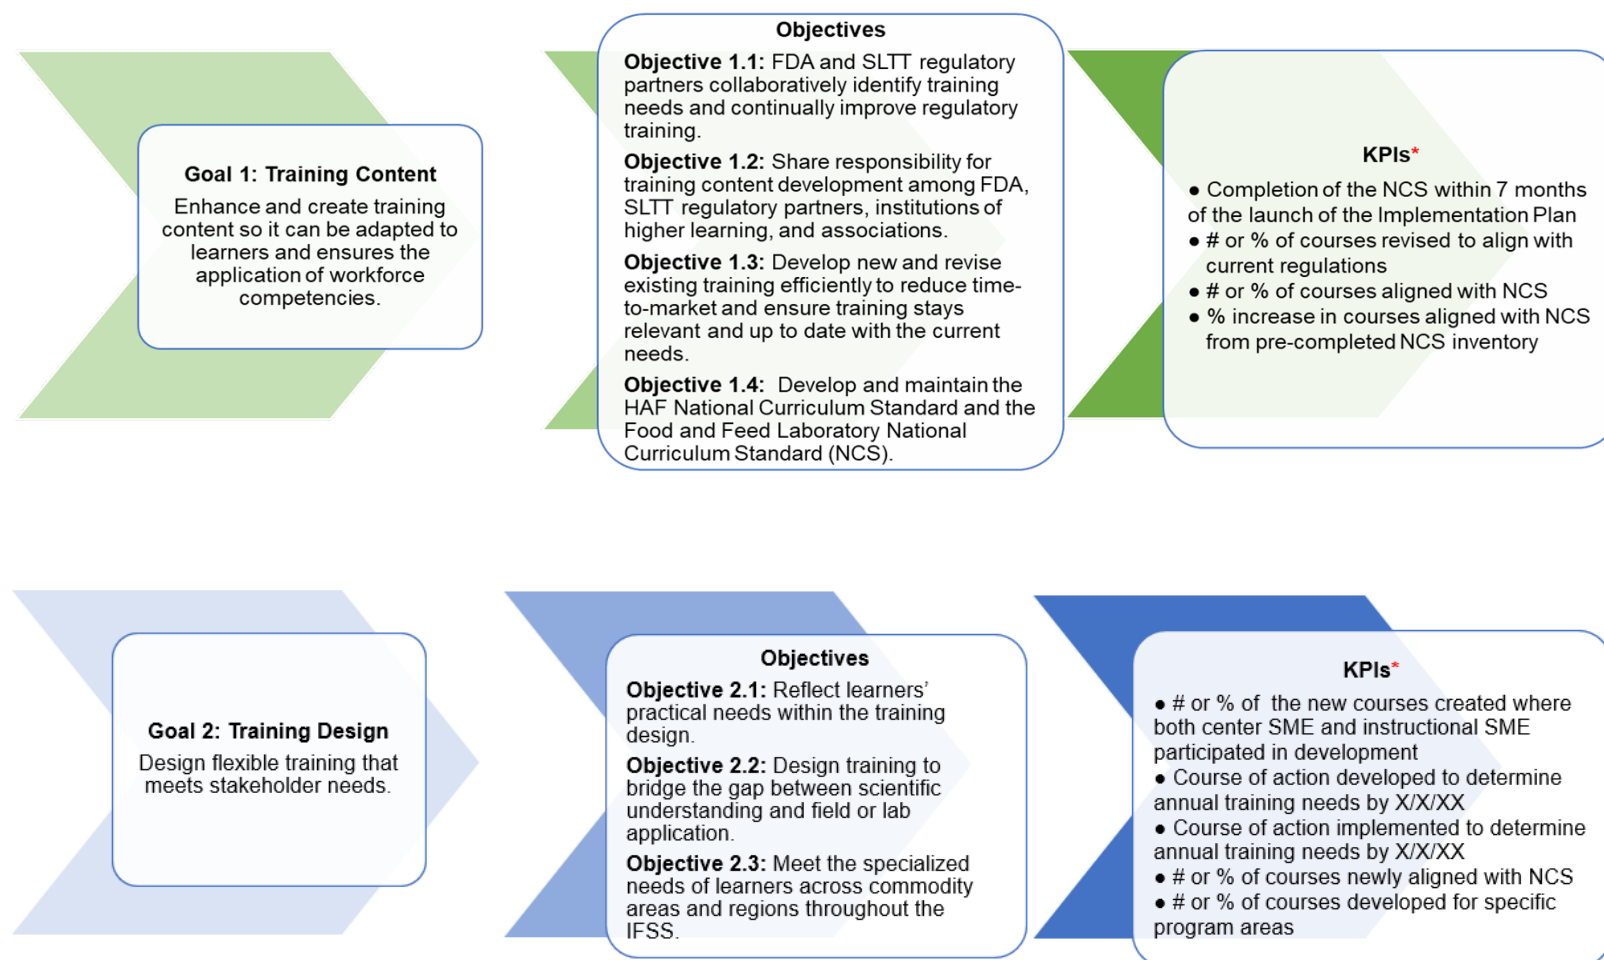 Goal 1: Training Content
Enhance and create training
content so it can be adapted to
learners and ensures the
application of workforce
competencies.
Objectives
Objective 1.1: FDA and SLTT regulatory
partners collaboratively identify training
needs and continually improve regulatory
training.
Objective 1.2: Share responsibility for
training content development among FDA,
SLTT regulatory partners, institutions of
higher learning, and associations.
Objective 1.3: Develop new and revise
existing training efficiently to reduce time-
to-market and ensure training stays
relevant and up to date with the current
needs.
Objective 1.4: Develop and maintain the
HAF National Curriculum Standard and the
Food and Feed Laboratory National
Curriculum Standard (NCS).
KPIs*
● Completion of the NCS within 7 months
of the launch of the Implementation Plan
● # or % of courses revised to align with
current regulations
● # or % of courses aligned with NCS
● % increase in courses aligned with NCS
from pre-completed NCS inventory
Goal 2: Training Design
Design flexible training that
meets stakeholder needs.
Objectives
Objective 2.1: Reflect learners’
practical needs within the training
design.
Objective 2.2: Design training to
bridge the gap between scientific
understanding and field or lab
application.
Objective 2.3: Meet the specialized
needs of learners across commodity
areas and regions throughout the
IFSS.
KPIs*
● # or % of the new courses created where
both center SME and instructional SME
participated in development
● Course of action developed to determine
annual training needs by X/X/XX
● Course of action implemented to determine
annual training needs by X/X/XX
● # or % of courses newly aligned with NCS
● # or % of courses developed for specific
program areas